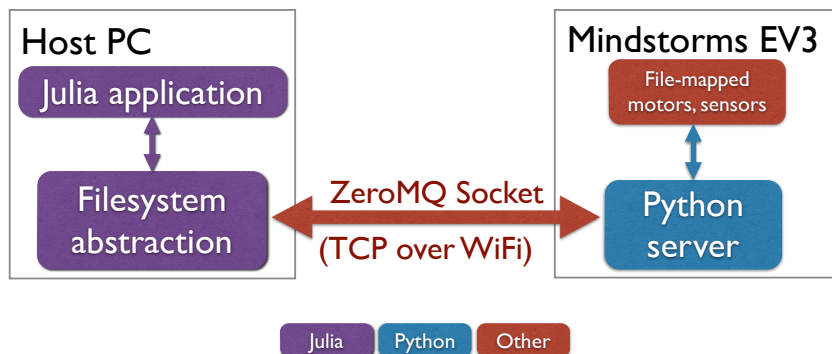 Host PC
Julia application
Filesystem
abstraction
ZeroMQ Socket
(TCP over WiFi)
Mindstorms EV3
File-mapped
motors, sensors
Python
server
Julia
Python
Other